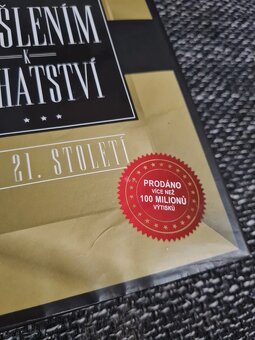 ŠLENÍM
K
HATSTVÍ
21. STOLETÍ
PRODÁNO
VÍCE NEŽ
100 MILIONŮ
VÝTISKŮ